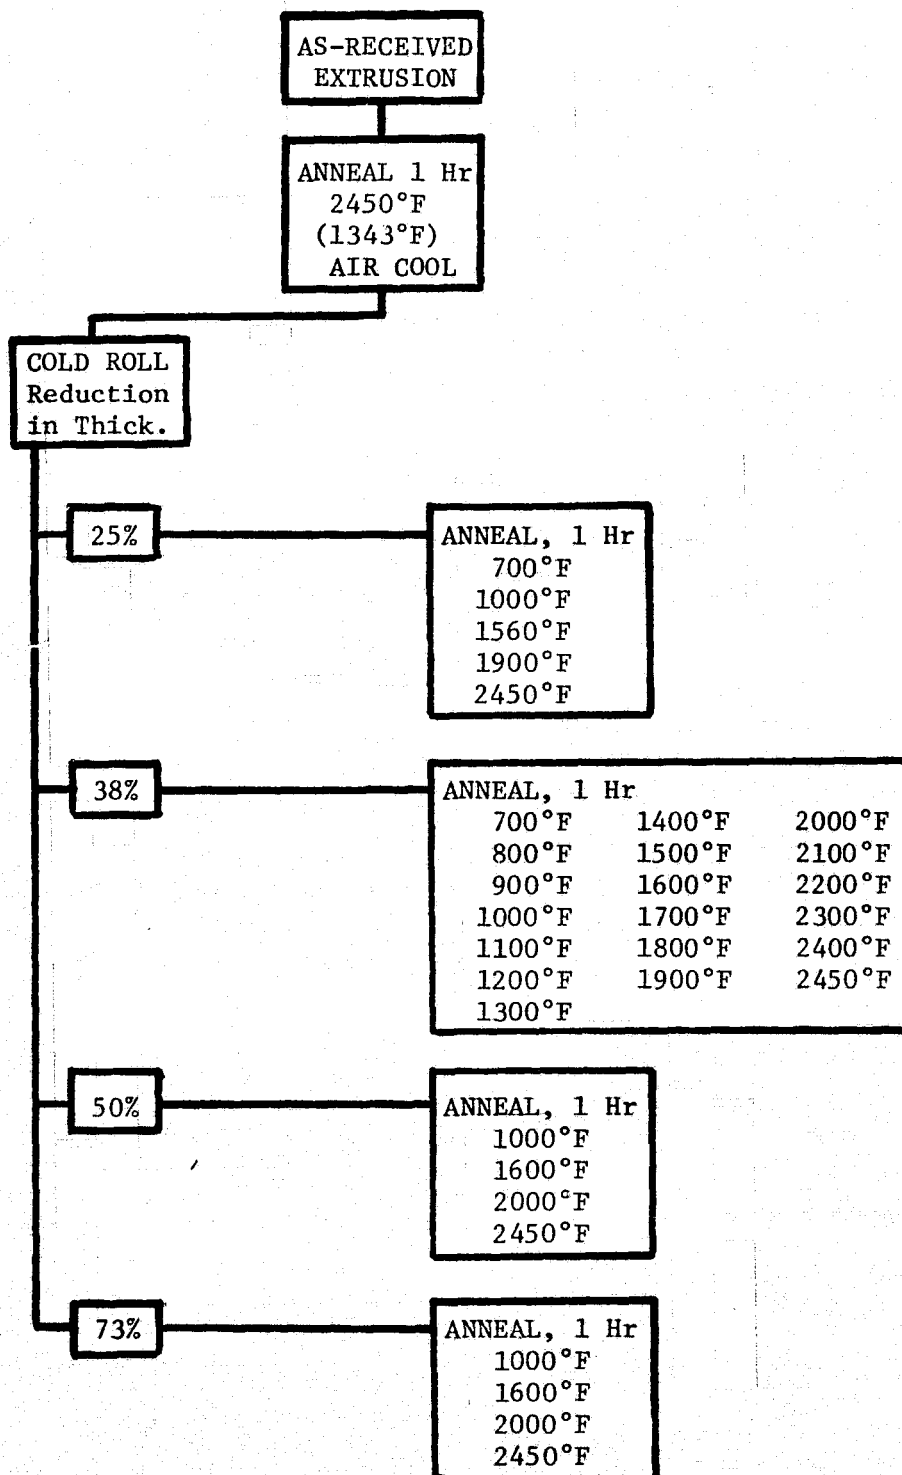 AS-RECEIVED
EXTRUSION
ANNEAL 1 Hr
2450°F
(1343°F)
AIR COOL
COLD ROLL
Reduction
in Thick.
25%
ANNEAL, 1 Hr
700°F
1000°F
1560°F
1900°F
2450°F
38%
ANNEAL, 1 Hr
700°F 1400°F 2000°F
800°F 1500°F 2100°F
900°F 1600°F 2200°F
1000°F 1700°F 2300°F
1100°F 1800°F 2400°F
1200°F 1900°F 2450°F
1300°F
50%
ANNEAL, 1 Hr
1000°F
1600°F
2000°F
2450°F
73%
ANNEAL, 1 Hr
1000°F
1600°F
2000°F
2450°F